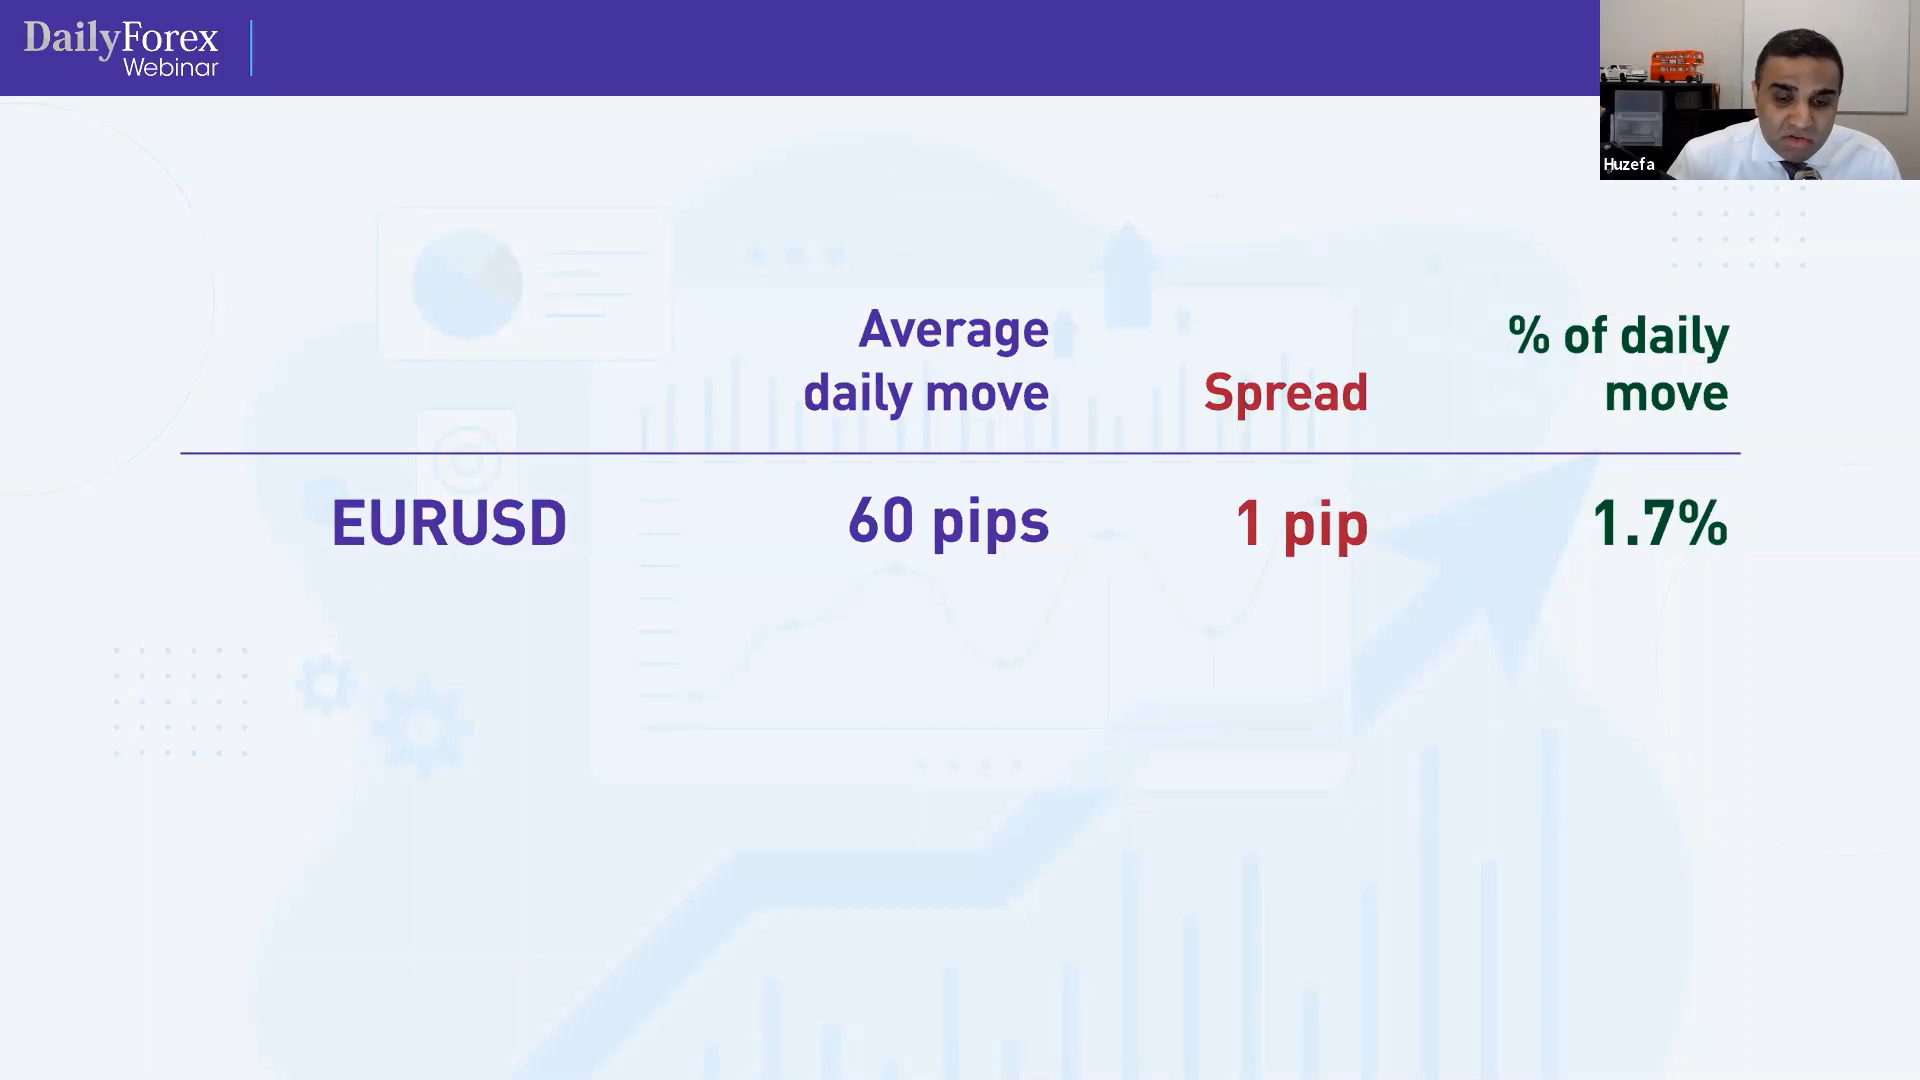 DailyForex
Webinar
Huzefa
Average
daily move
Spread
% of daily
move
EURUSD
60 pips
1 pip
1.7%